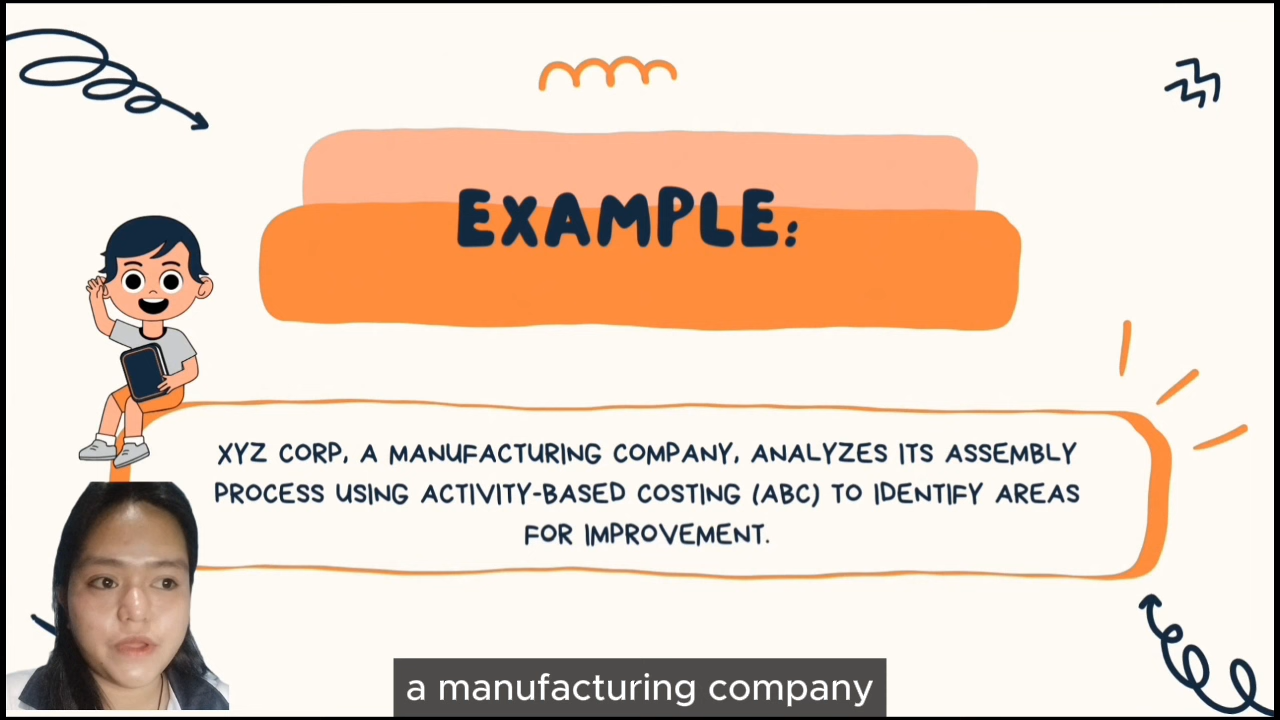 EXAMPLE:
XYZ CORP, A MANUFACTURING COMPANY, ANALYZES ITS ASSEMBLY
PROCESS USING ACTIVITY-BASED COSTING (ABC) TO IDENTIFY AREAS
FOR IMPROVEMENT.
a manufacturing company